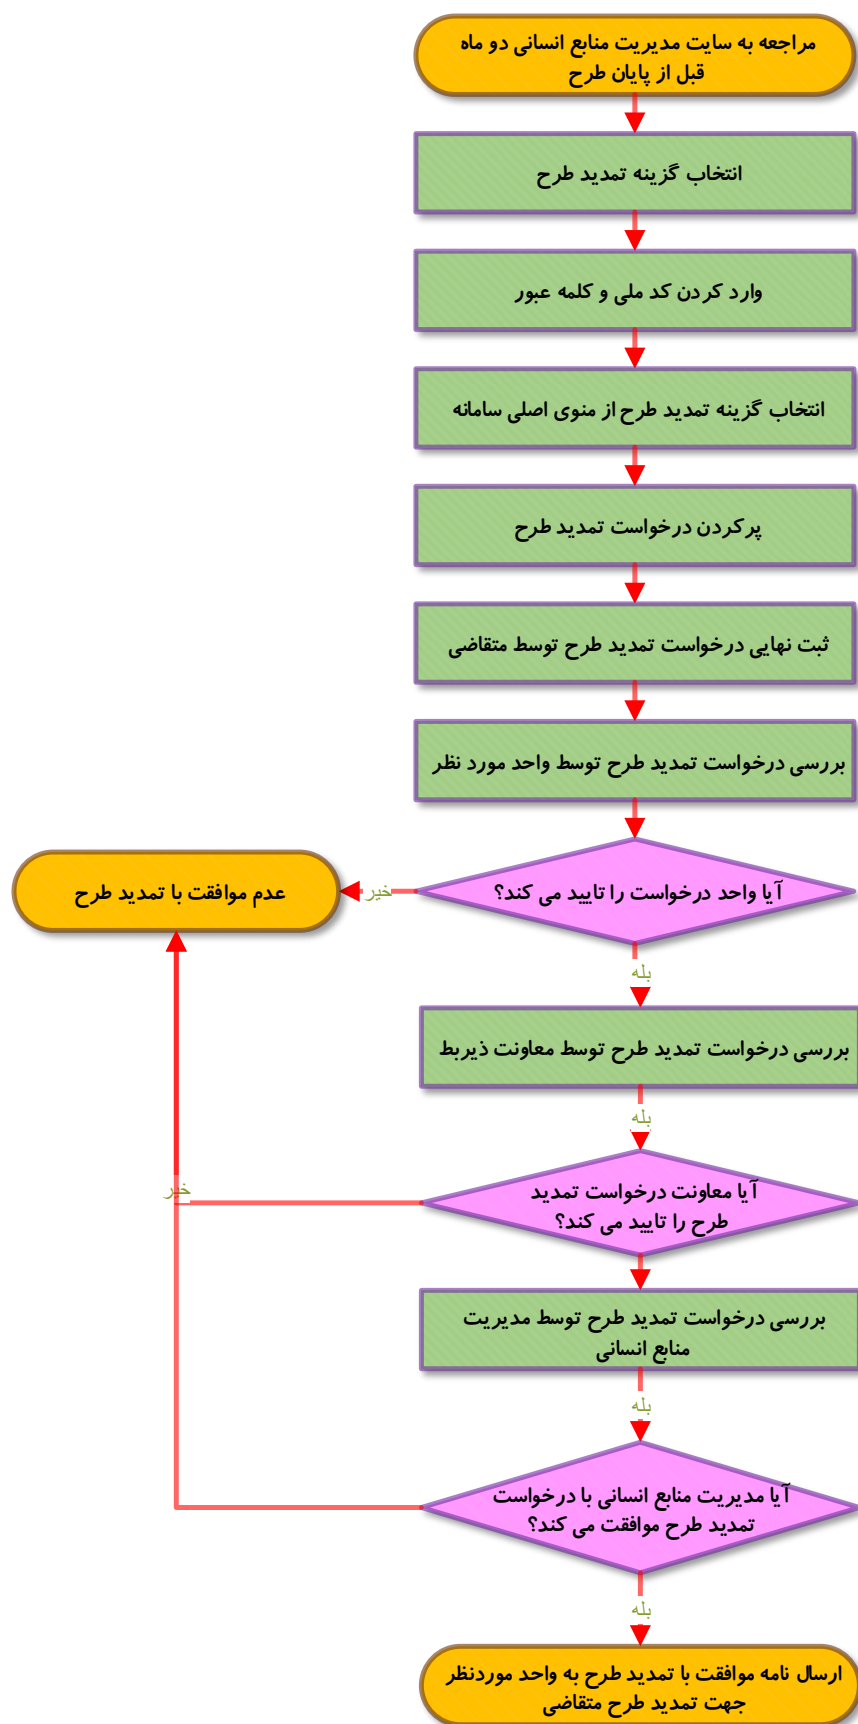 مراجعه به سایت مدیریت منابع انسانی دو ماه
قبل از پایان طرح
انتخاب گزینه تمدید طرح
وارد کردن کد ملی و کلمه عبور
انتخاب گزینه تمدید طرح از منوی اصلی سامانه
پرکردن درخواست تمدید طرح
ثبت نهایی درخواست تمدید طرح توسط متقاضی
بررسی درخواست تمدید طرح توسط واحد مورد نظر
آیا واحد درخواست را تایید می کند؟
خیر
عدم موافقت با تمدید طرح
بله
بررسی درخواست تمدید طرح توسط معاونت ذیربط
بله
آیا معاونت درخواست تمدید
طرح را تایید می کند؟
خیر
بررسی درخواست تمدید طرح توسط مدیریت
منابع انسانی
بله
آیا مدیریت منابع انسانی با درخواست
تمدید طرح موافقت می کند؟
بله
ارسال نامه موافقت با تمدید طرح به واحد موردنظر
جهت تمدید طرح متقاضی